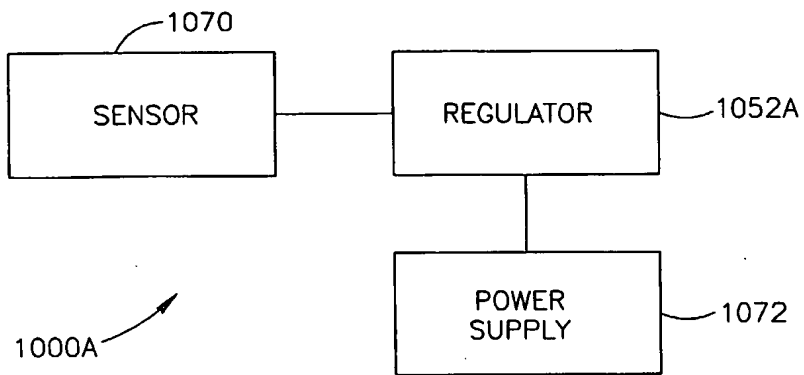 1070
SENSOR
REGULATOR
1052A
POWER
SUPPLY
1072
1000A